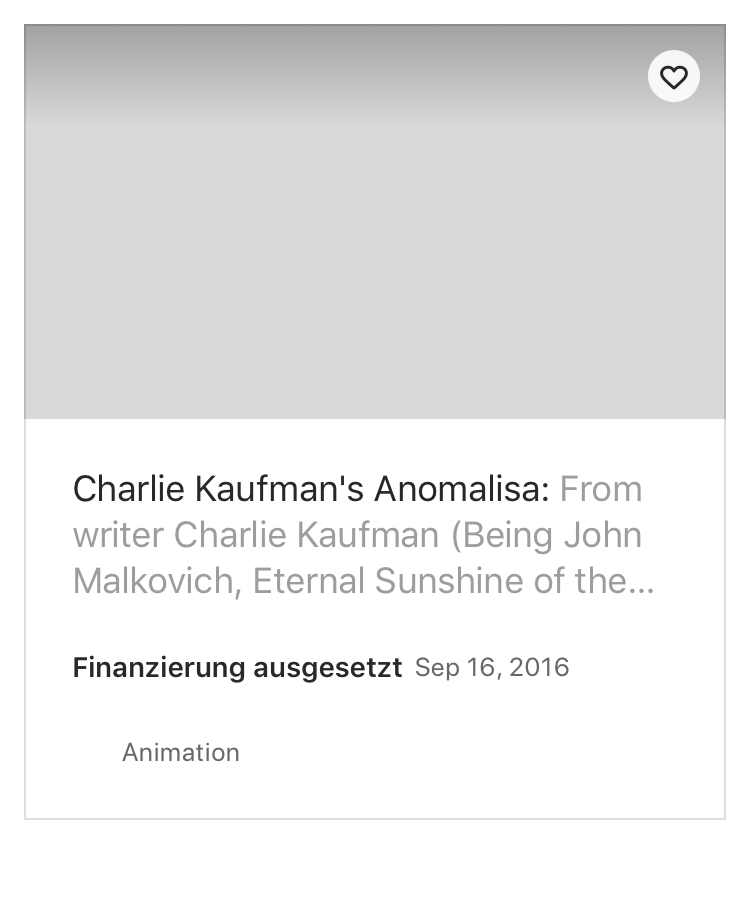 Charlie Kaufman's Anomalisa: From
writer Charlie Kaufman (Being John
Malkovich, Eternal Sunshine of the...
Finanzierung ausgesetzt Sep 16, 2016
Animation